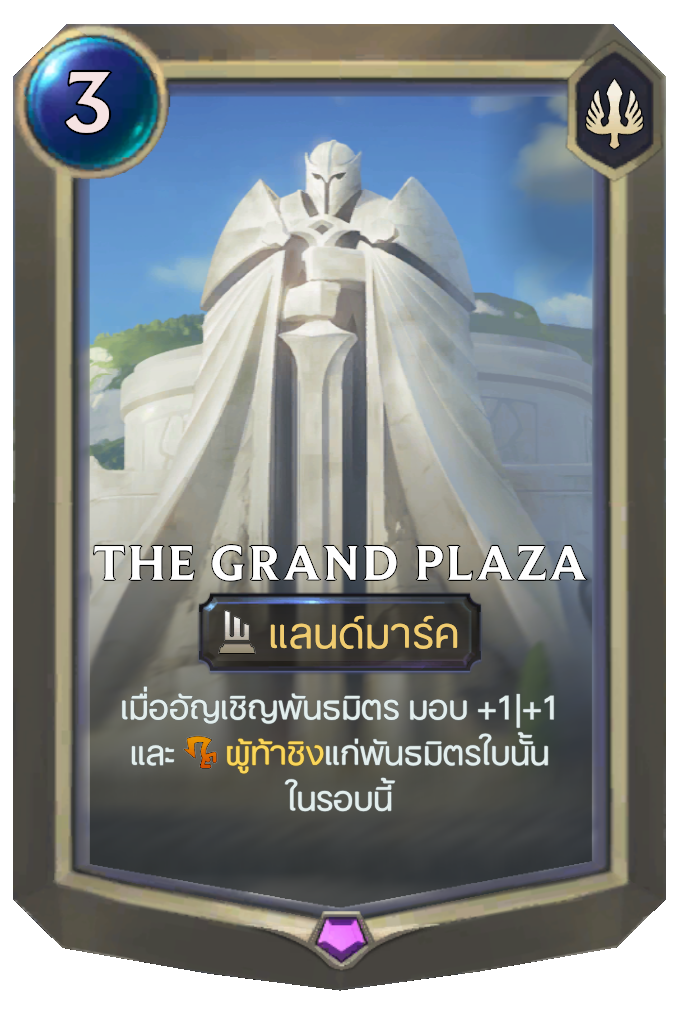 3
THE GRAND PLAZA
แลนด์มาร์ค
เมื่ออัญเชิญพันธมิตร มอบ +1|+1
และ ผู้ท้าชิงแก่พันธมิตรใบนั้น
ในรอบนี้